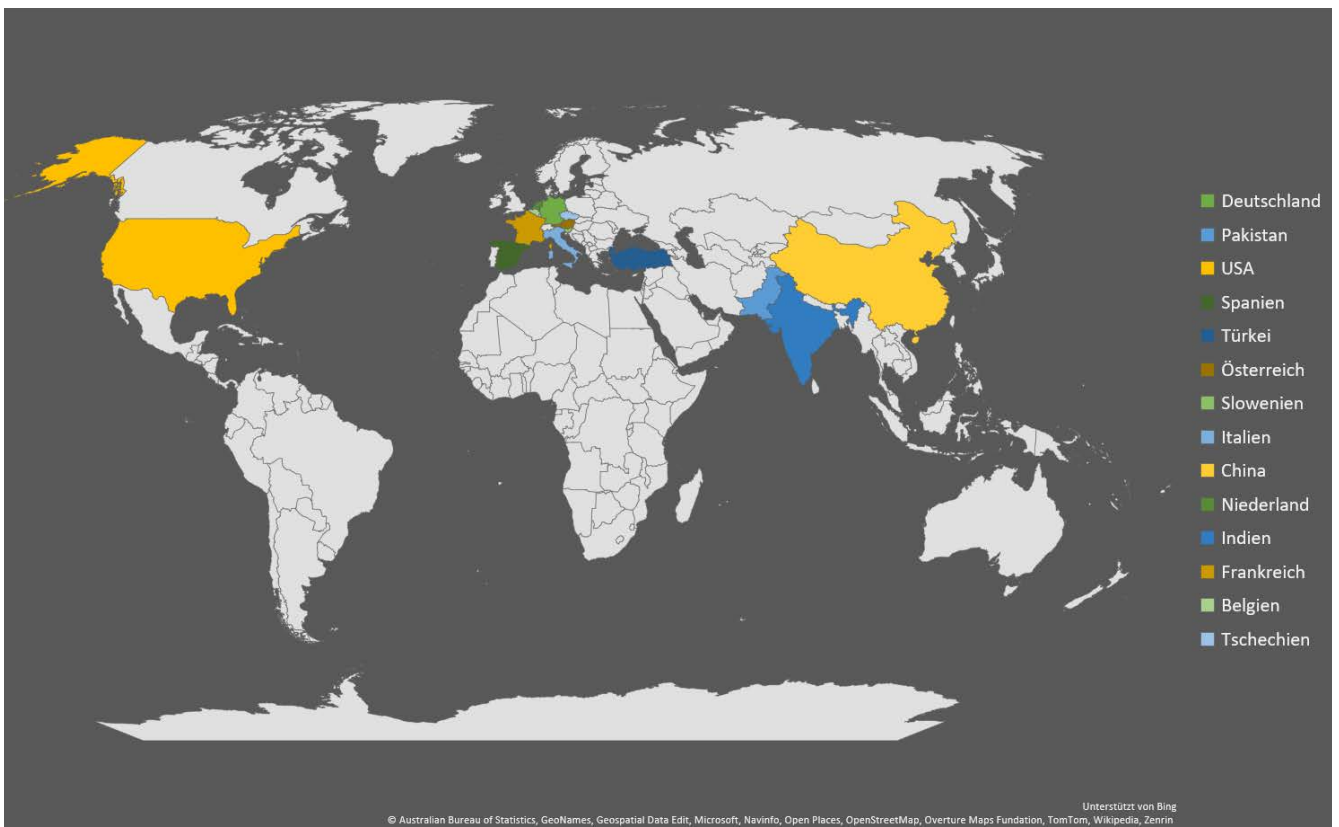 Deutschland
Pakistan
USA
Spanien
Türkei
Österreich
Slowenien
Italien
China
Niederland
Indien
Frankreich
Belgien
Tschechien
Unterstützt von Bing
© Australian Bureau of Statistics, GeoNames, Geospatial Data Edit, Microsoft, Navinfo, Open Places, OpenStreetMap, Overture Maps Fundation, TomTom, Wikipedia, Zenrin